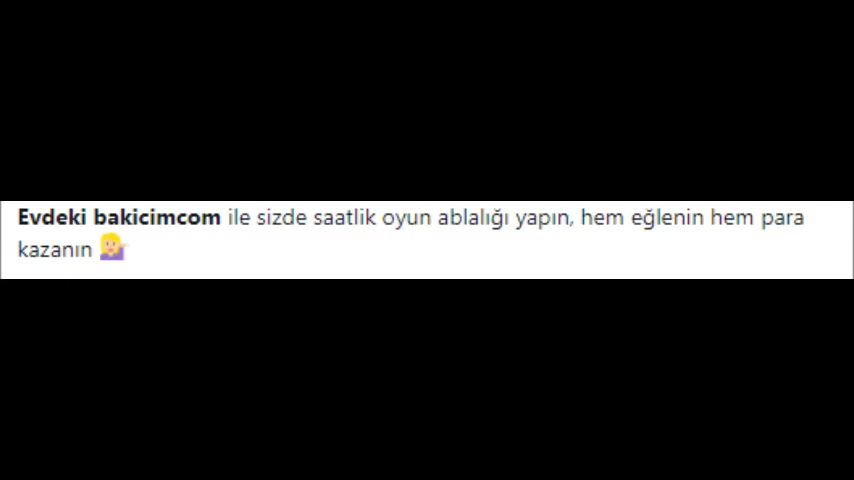 Evdeki bakicimcom ile sizde saatlik oyun ablalığı yapın, hem eğlenin hem para
kazanın 💁🏼‍♀️